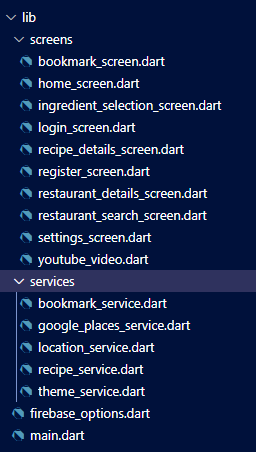 lib
screens
bookmark_screen.dart
home_screen.dart
ingredient_selection_screen.dart
login_screen.dart
recipe_details_screen.dart
register_screen.dart
restaurant_details_screen.dart
restaurant_search_screen.dart
settings_screen.dart
youtube_video.dart
services
bookmark_service.dart
google_places_service.dart
location_service.dart
recipe_service.dart
theme_service.dart
firebase_options.dart
main.dart